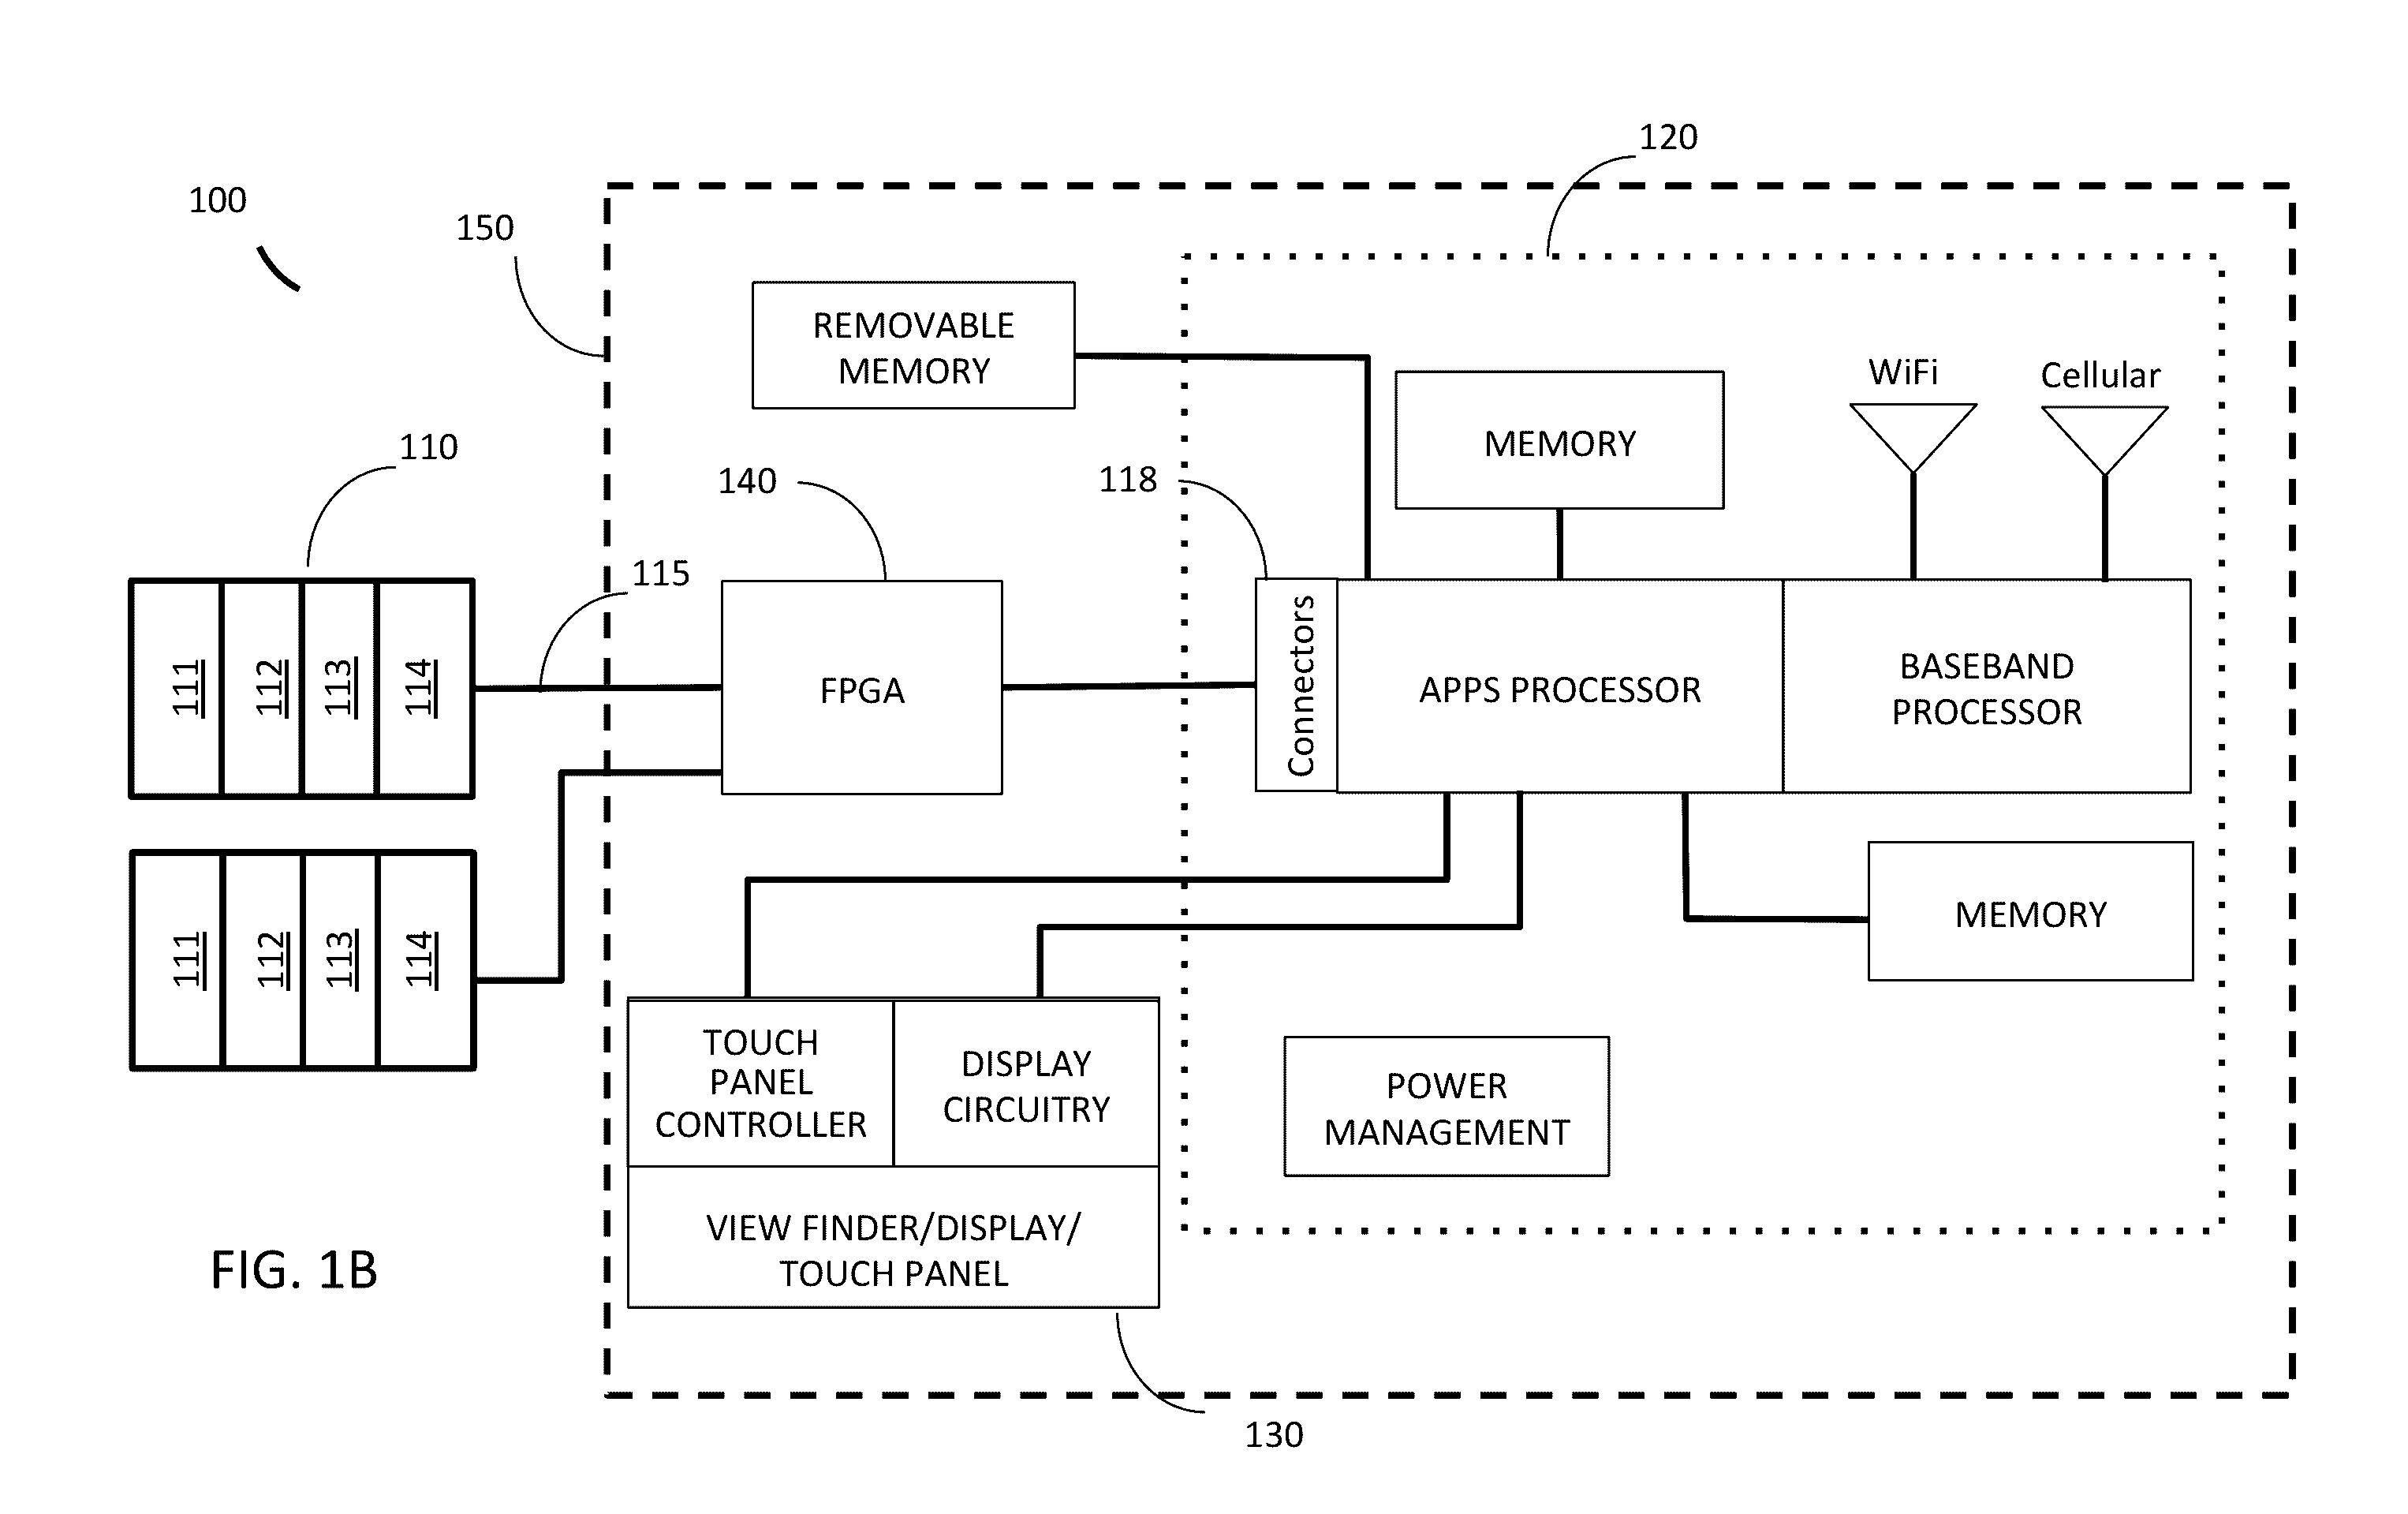 120
100
150
REMOVABLE
MEMORY
WiFi
Cellular
110
140
118
MEMORY
115
111
112
113
114
FPGA
Connectors
APPS PROCESSOR
BASEBAND
PROCESSOR
111
112
113
114
MEMORY
TOUCH
PANEL
CONTROLLER
DISPLAY
CIRCUITRY
POWER
MANAGEMENT
VIEW FINDER/DISPLAY/
TOUCH PANEL
FIG. 1B
130